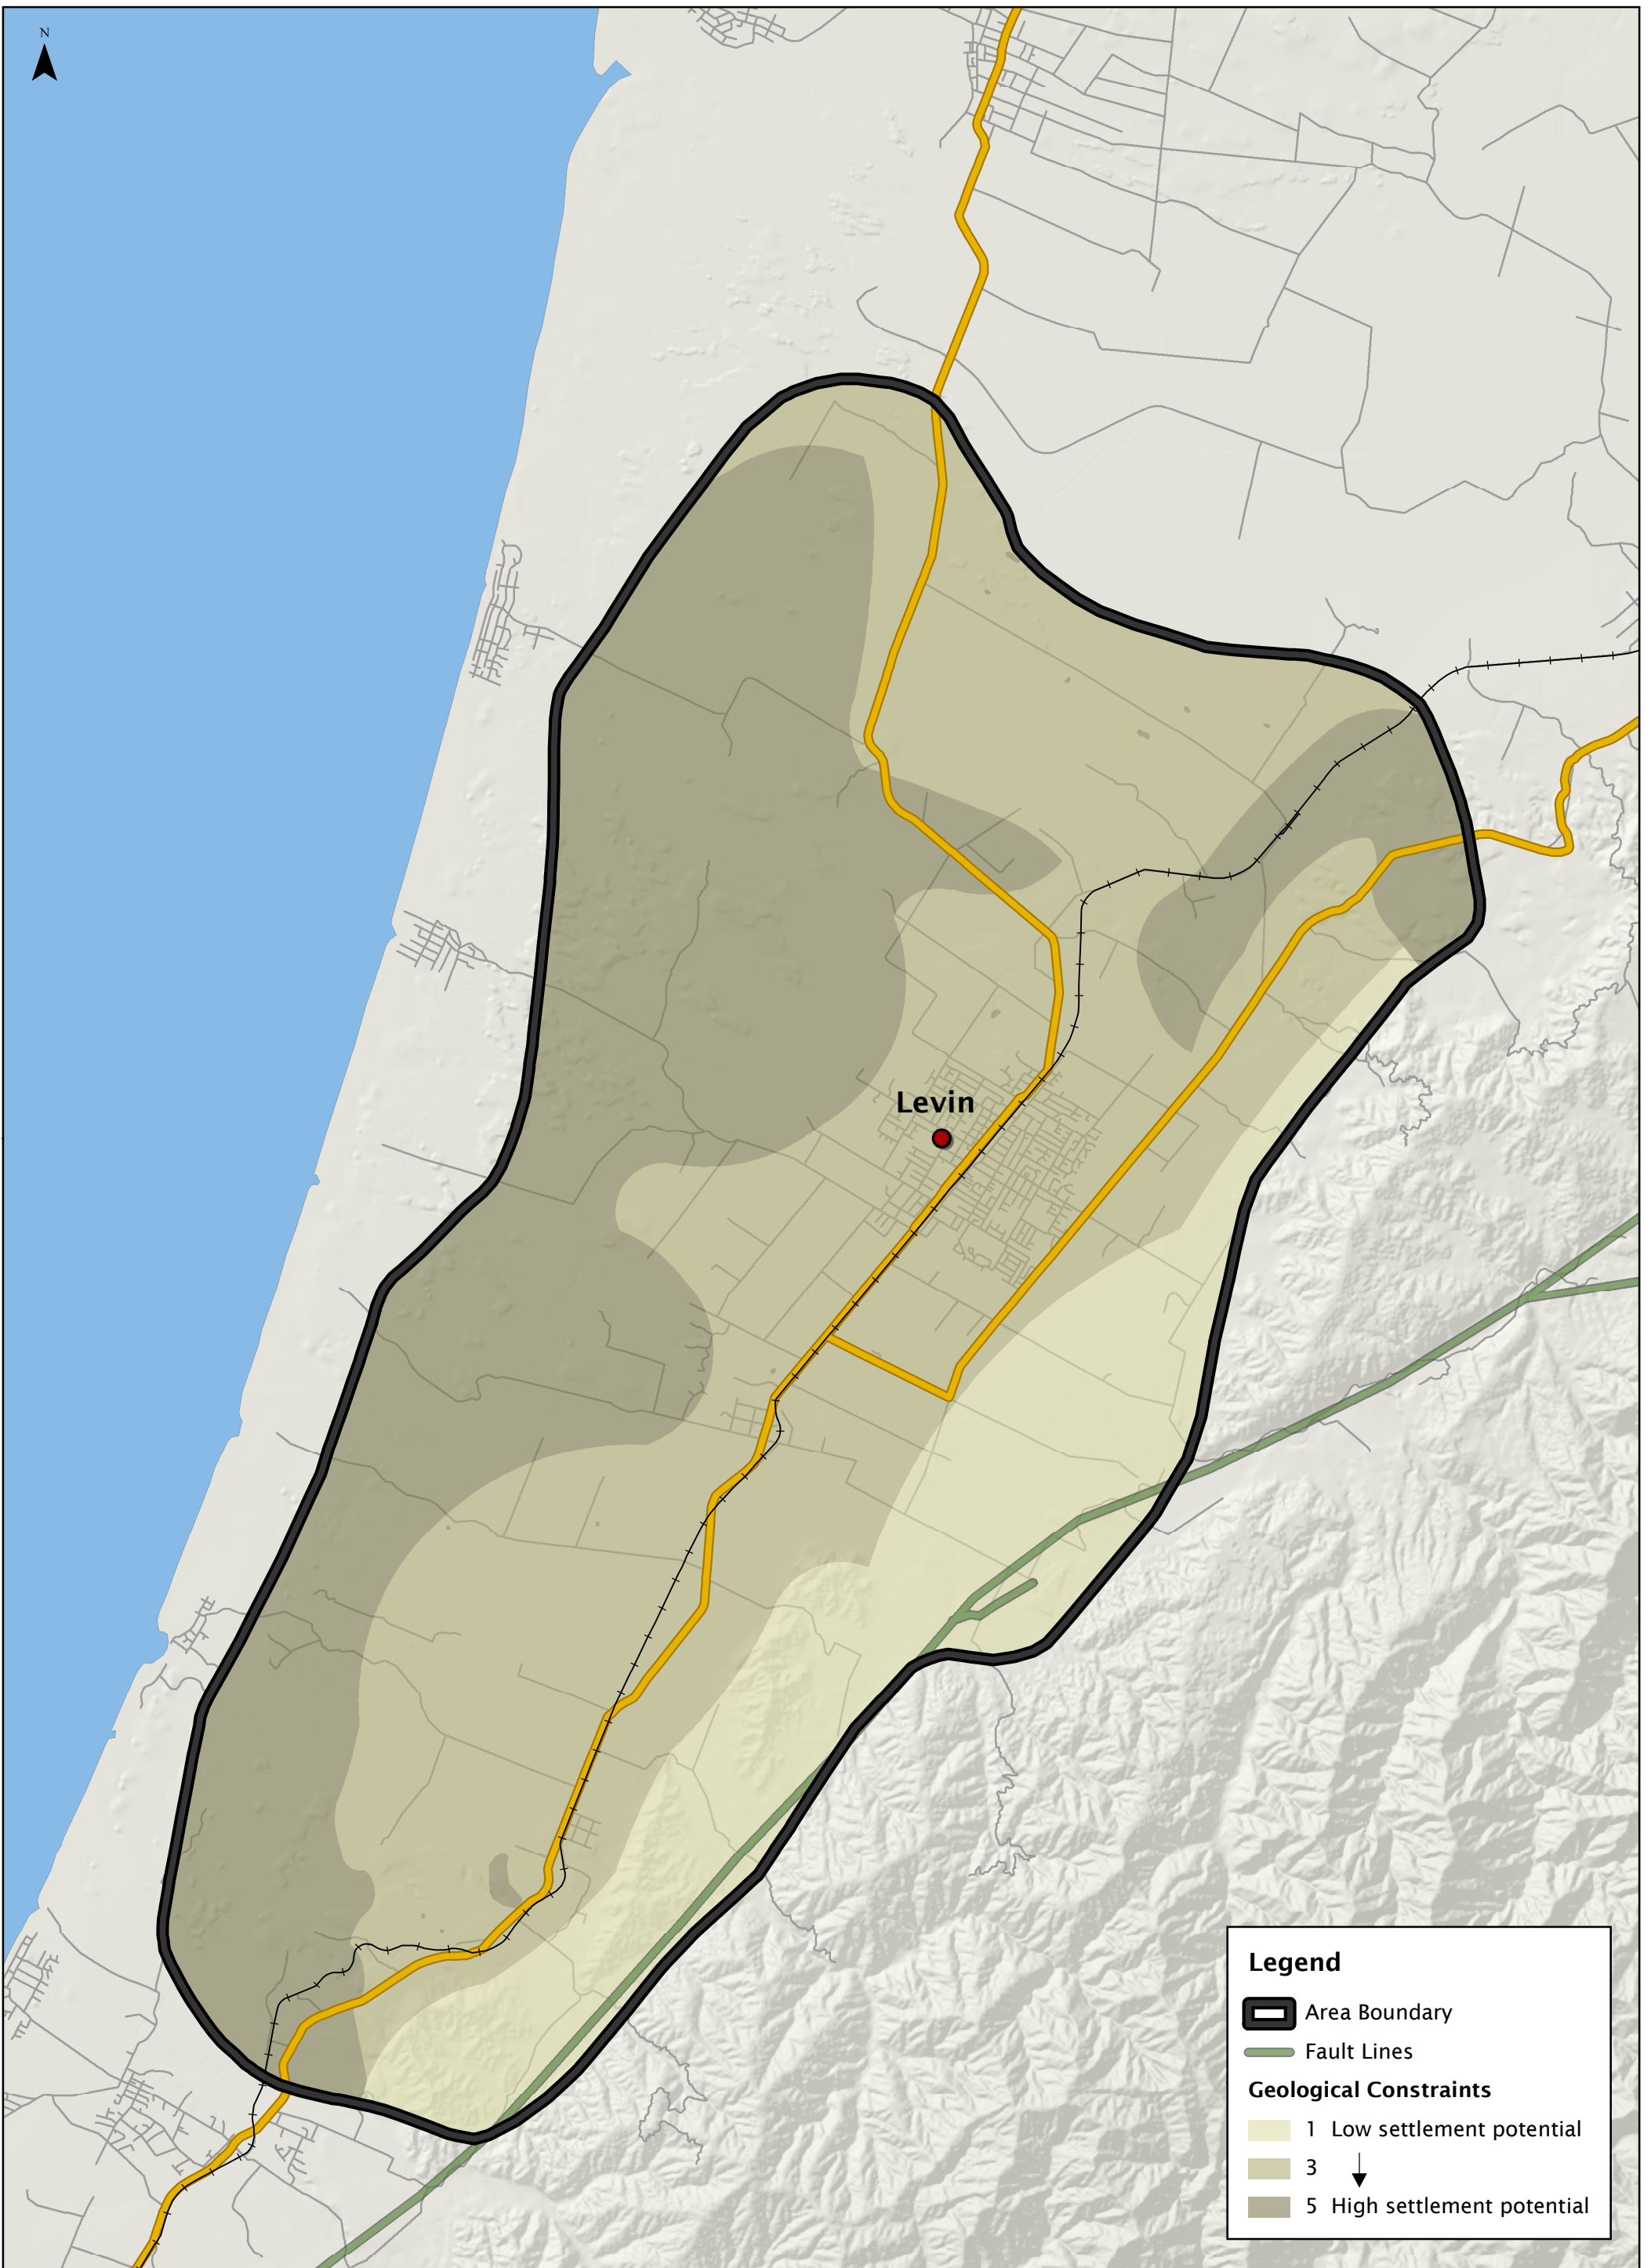 N
Levin
Legend
Area Boundary
Fault Lines
Geological Constraints
1 Low settlement potential
3
5 High settlement potential